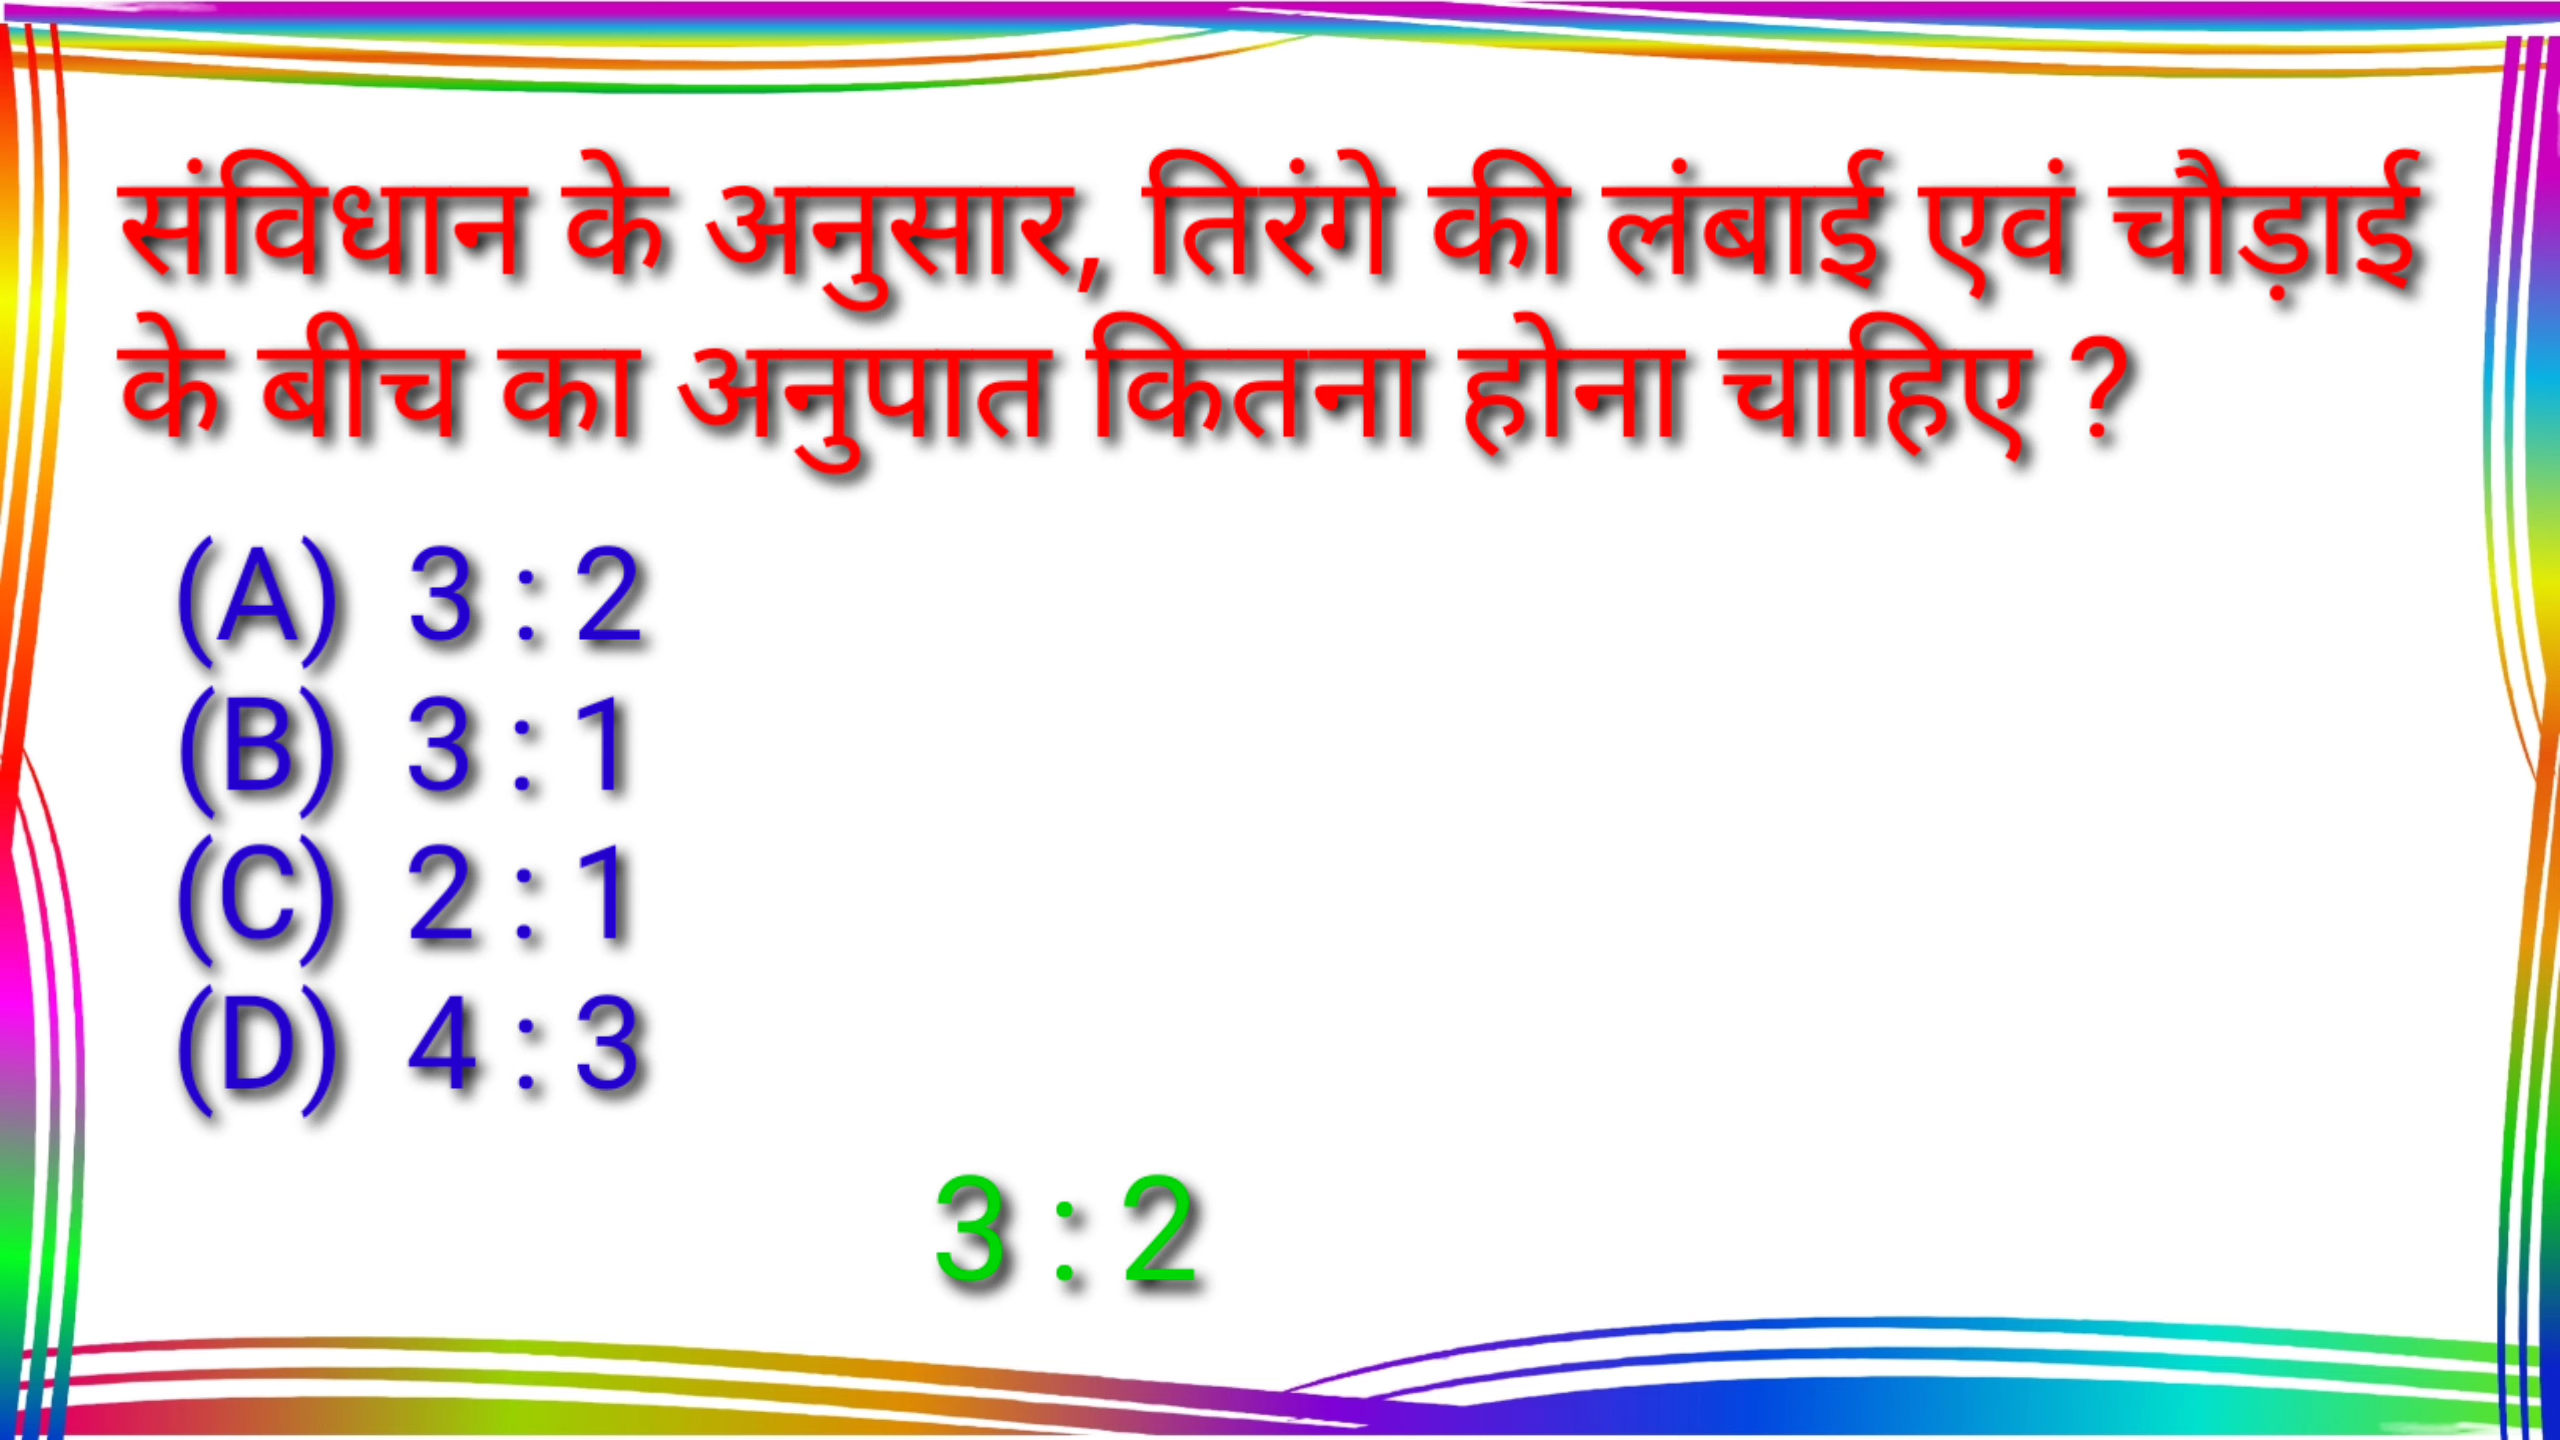 संविधान के अनुसार, तिरंगे की लंबाई एवं चौड़ाई
के बीच का अनुपात कितना होना चाहिए ?
(A) 3 : 2
(B) 3 : 1
(C) 2 : 1
(D) 4 : 3
3 : 2